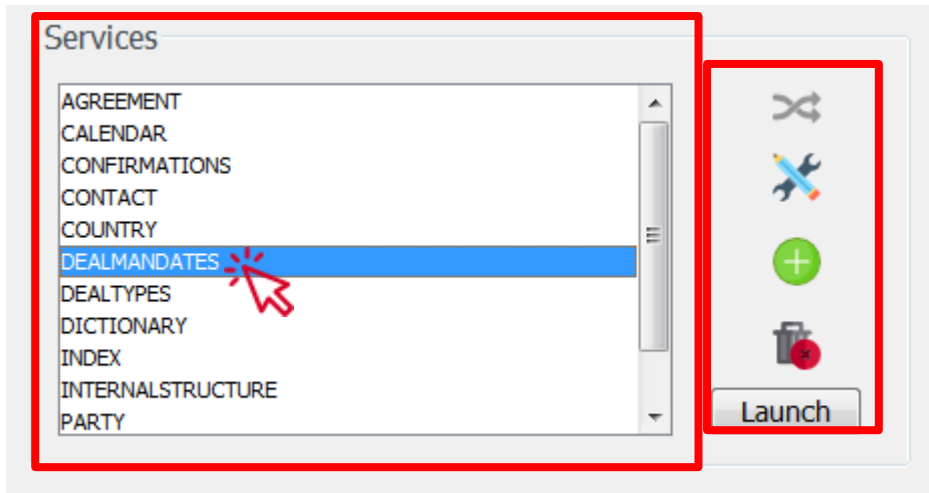 Services
AGREEMENT
CALENDAR
CONFIRMATIONS
CONTACT
COUNTRY
DEALMANDATES
DEALTYPES
DICTIONARY
INDEX
INTERNALSTRUCTURE
PARTY
Launch